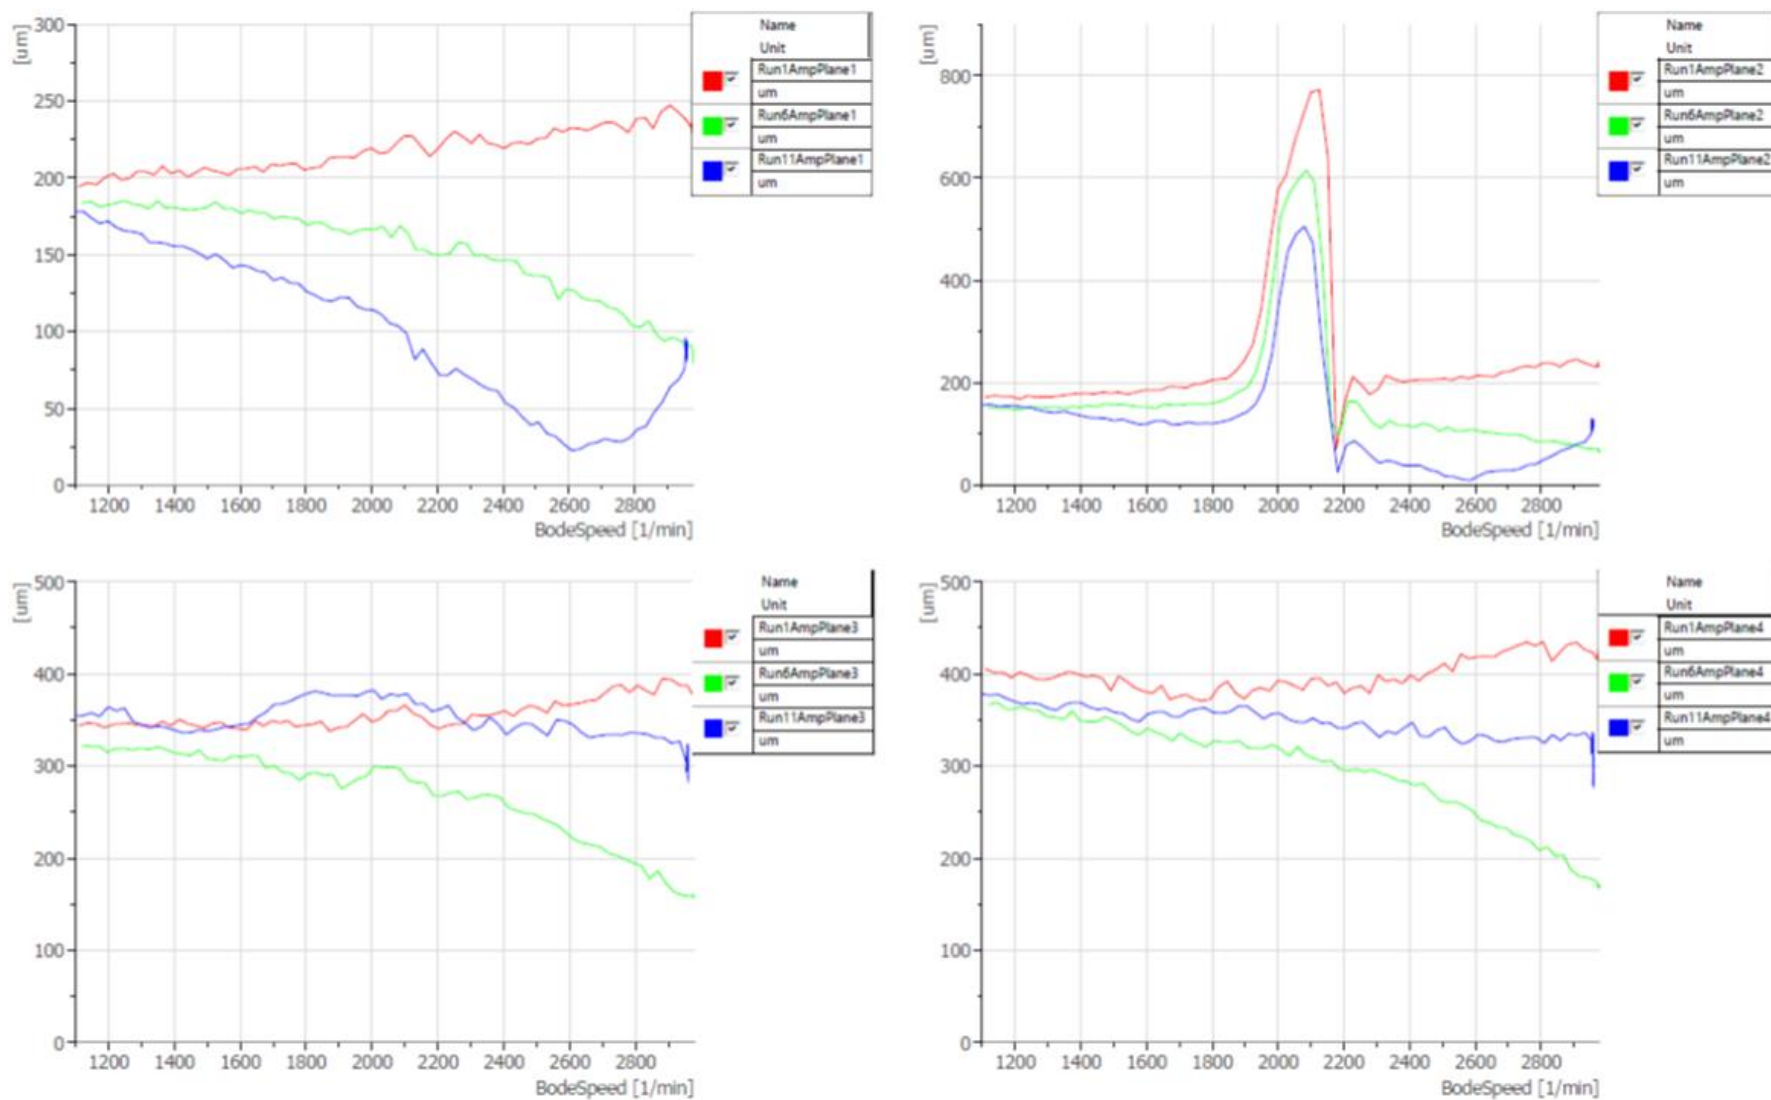 [um]
300
250
200
150
100
50
0
1200 1400 1600 1800 2000 2200 2400 2600 2800
BodeSpeed [1/min]
Name
Unit
Run1AmpPlane1
um
Run6AmpPlane1
um
Run11AmpPlane1
um
[um]
800
600
400
200
0
1200 1400 1600 1800 2000 2200 2400 2600 2800
BodeSpeed [1/min]
Name
Unit
Run1AmpPlane2
um
Run6AmpPlane2
um
Run11AmpPlane2
um
[um]
500
400
300
200
100
0
1200 1400 1600 1800 2000 2200 2400 2600 2800
BodeSpeed [1/min]
Name
Unit
Run1AmpPlane3
um
Run6AmpPlane3
um
Run11AmpPlane3
um
[um]
500
400
300
200
100
0
1200 1400 1600 1800 2000 2200 2400 2600 2800
BodeSpeed [1/min]
Name
Unit
Run1AmpPlane4
um
Run6AmpPlane4
um
Run11AmpPlane4
um